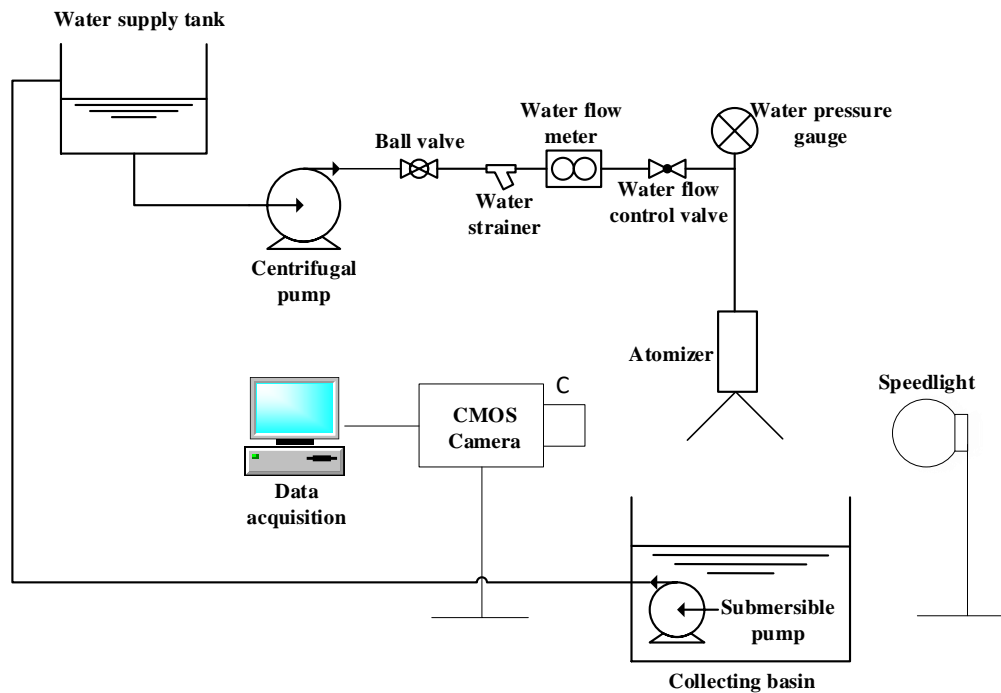 Water supply tank
Water flow
meter
Water pressure
gauge
Ball valve
Water
strainer
Water flow
control valve
Centrifugal
pump
Atomizer
C
Speedlight
CMOS
Camera
Data
acquisition
Submersible
pump
Collecting basin